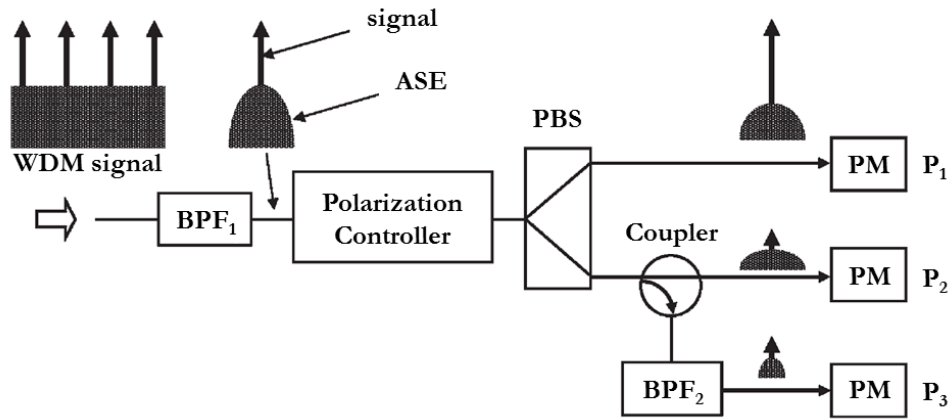 signal
ASE
WDM signal
PBS
BPF1
Polarization
Controller
Coupler
PM P1
PM P2
BPF2
PM P3